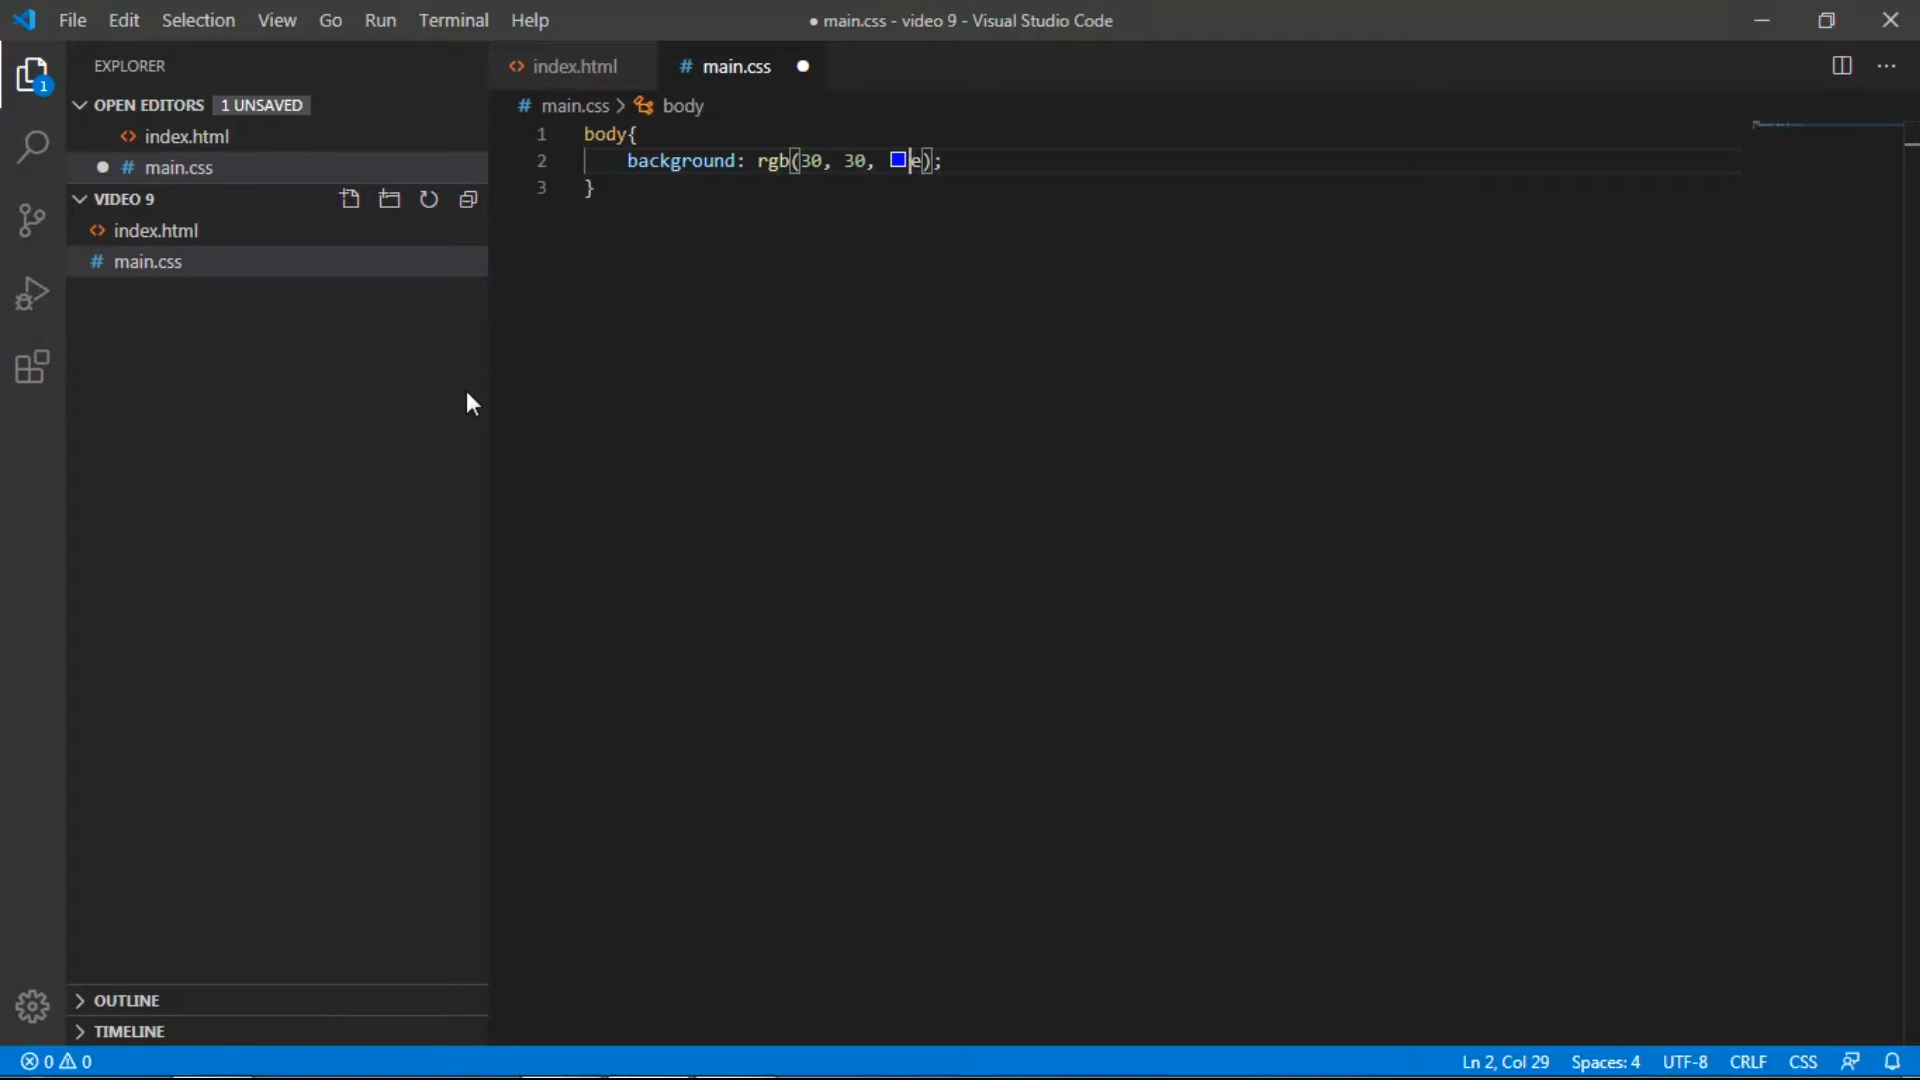 File Edit Selection View Go Run Terminal Help
● main.css - video 9 - Visual Studio Code
EXPLORER
OPEN EDITORS 1 UNSAVED
index.html
# main.css
VIDEO 9
index.html
# main.css
OUTLINE
TIMELINE
1
index.html
# main.css
# main.css > body
1 body{
2 background: rgb(30, 30, e);
3 }
0 0
Ln 2, Col 29 Spaces: 4 UTF-8 CRLF CSS